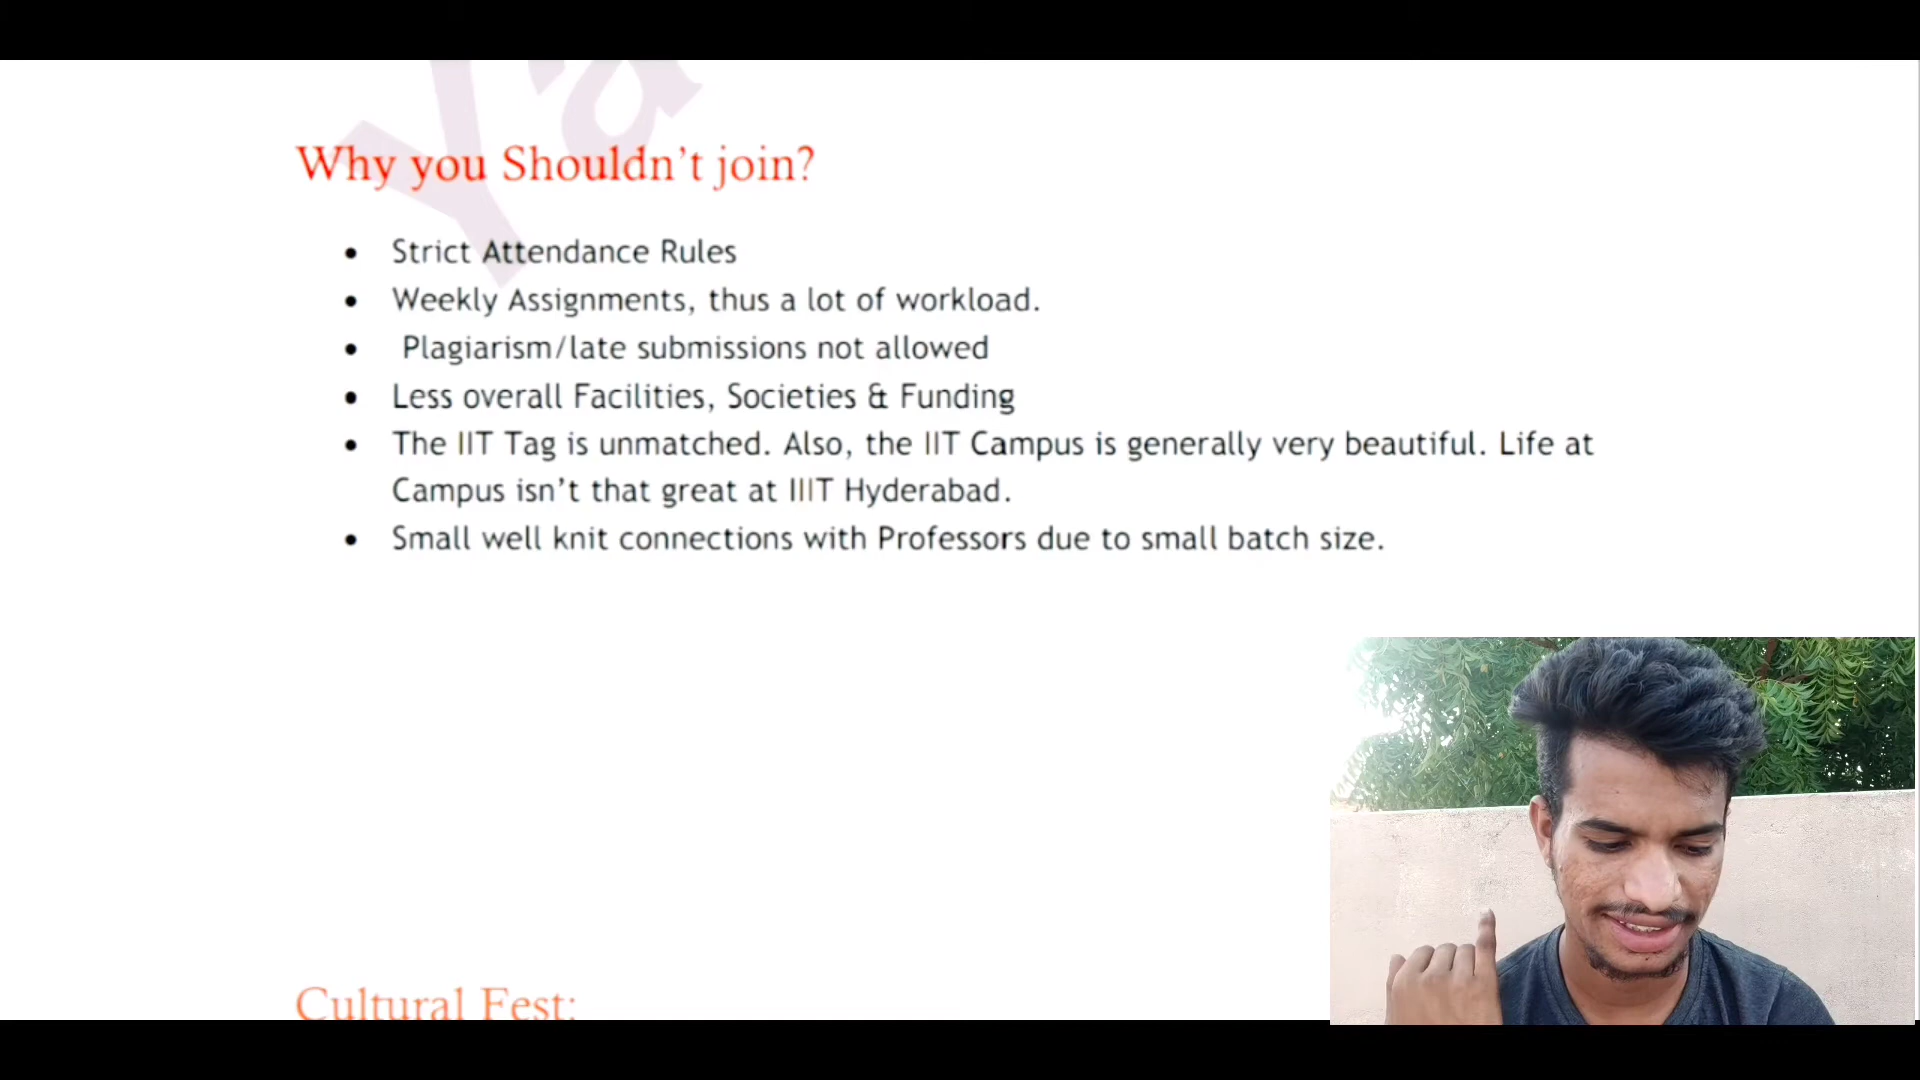 Ya
Why you Shouldn't join?
• Strict Attendance Rules
• Weekly Assignments, thus a lot of workload.
• Plagiarism/late submissions not allowed
• Less overall Facilities, Societies & Funding
• The IIT Tag is unmatched. Also, the IIT Campus is generally very beautiful. Life at
Campus isn't that great at IIIT Hyderabad.
• Small well knit connections with Professors due to small batch size.
Cultural Fest: